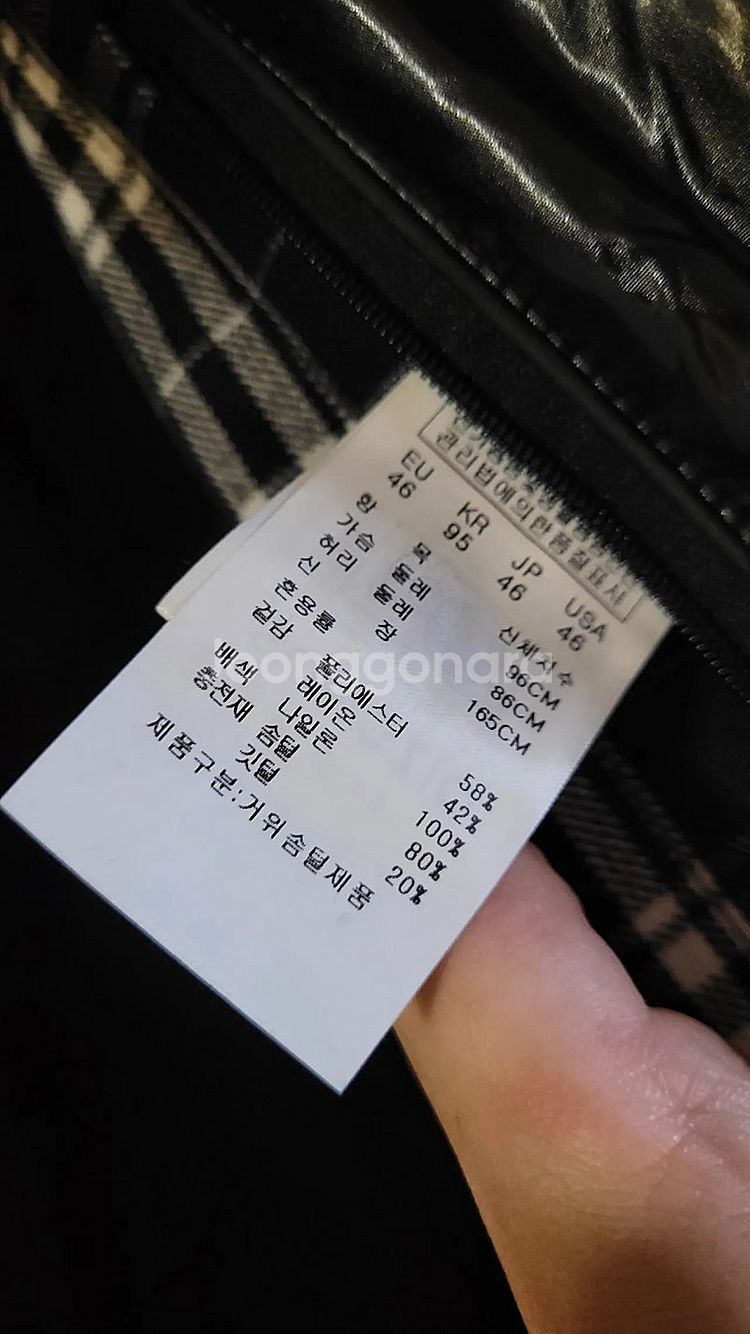 관리법에의한품질표시
EU KR JP USA
46 95 46 46
항 목 신체치수
가슴 둘레 96CM
허리 둘레 86CM
신 장 165CM
혼용률
겉감 폴리에스터 58%
레이온 42%
배색 나일론 100%
충전재 솜털 80%
깃털 20%
제품구분:거위솜털제품
loonagonara